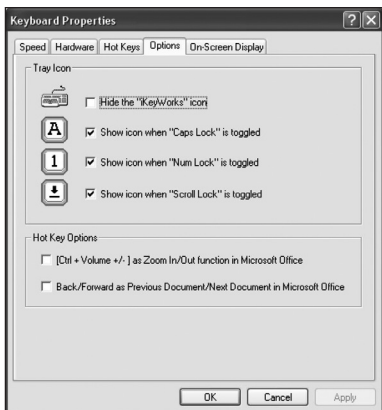 Keyboard Properties
Speed Hardware Hot Keys Options On-Screen Display
Tray Icon
Hide the "iKeyWorks" icon
A Show icon when "Caps Lock" is toggled
1 Show icon when "Num Lock" is toggled
Show icon when "Scroll Lock" is toggled
Hot Key Options
[Ctrl + Volume +/- ] as Zoom In/Out function in Microsoft Office
Back/Forward as Previous Document/Next Document in Microsoft Office
OK Cancel Apply